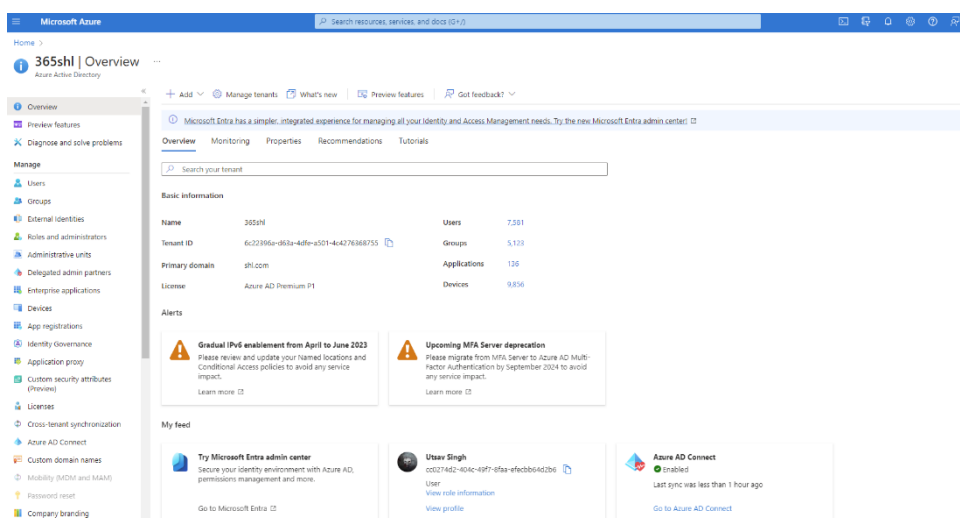 Microsoft Azure
Search resources, services, and docs (G+/)
Home >
365shl | Overview ...
Azure Active Directory
Add
Manage tenants
What's new
Preview features
Got feedback?
Microsoft Entra has a simpler, integrated experience for managing all your Identity and Access Management needs. Try the new Microsoft Entra admin center!
Overview
Preview features
Diagnose and solve problems
Manage
Users
Groups
External Identities
Roles and administrators
Administrative units
Delegated admin partners
Enterprise applications
Devices
App registrations
Identity Governance
Application proxy
Custom security attributes
(Preview)
Licenses
Cross-tenant synchronization
Azure AD Connect
Custom domain names
Mobility (MDM and MAM)
Password reset
Company branding
Overview Monitoring Properties Recommendations Tutorials
Search your tenant
Basic information
Name 365shl Users 7,581
Tenant ID 6c22396a-d63a-4dfe-a501-4c4276368755 Groups 5,123
Primary domain shl.com Applications 136
License Azure AD Premium P1 Devices 9,856
Alerts
Gradual IPv6 enablement from April to June 2023
Please review and update your Named locations and
Conditional Access policies to avoid any service
impact.
Learn more
Upcoming MFA Server deprecation
Please migrate from MFA Server to Azure AD Multi-
Factor Authentication by September 2024 to avoid
any service impact.
Learn more
My feed
Try Microsoft Entra admin center
Secure your identity environment with Azure AD,
permissions management and more.
Go to Microsoft Entra
Utsav Singh
cc0274d2-404c-49f7-8faa-efecbb64d2b6
User
View role information
View profile
Azure AD Connect
Enabled
Last sync was less than 1 hour ago
Go to Azure AD Connect